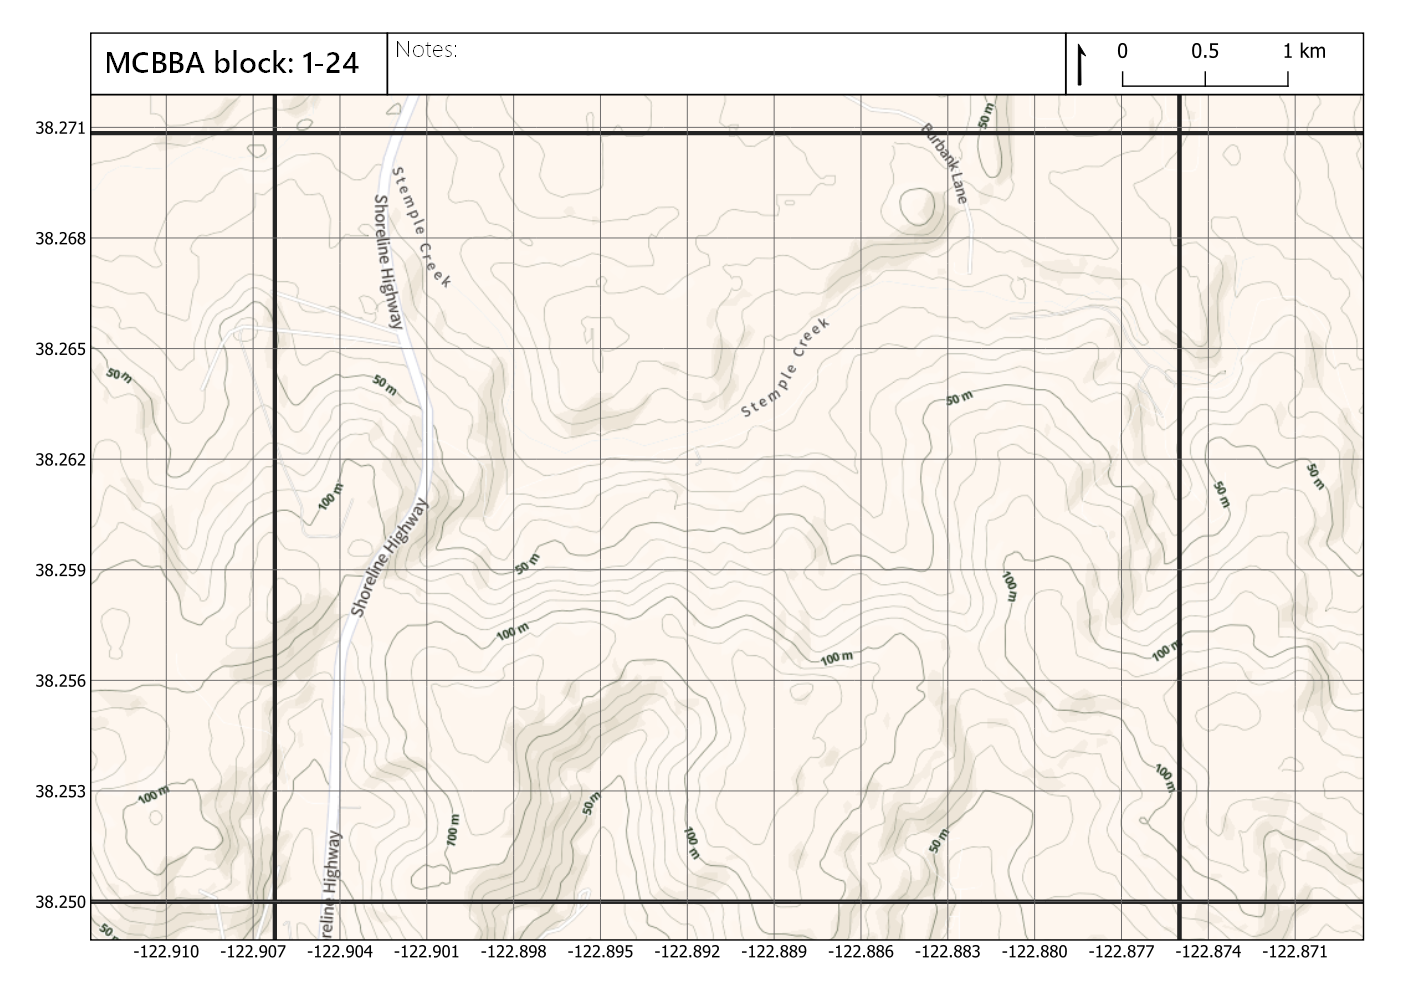 MCBBA block: 1-24
Notes:
0 0.5 1 km
38.271
38.268
38.265
38.262
38.259
38.256
38.253
38.250
50 m
Burbank Lane
Stemple Creek
Shoreline Highway
Stemple Creek
50 m
50 m
50 m
100 m
50 m
50 m
Shoreline Highway
50 m
100 m
100 m
100 m
100 m
100 m
100 m
50 m
100 m
100 m
50 m
reline Highway
50 m
-122.910 -122.907 -122.904 -122.901 -122.898 -122.895 -122.892 -122.889 -122.886 -122.883 -122.880 -122.877 -122.874 -122.871